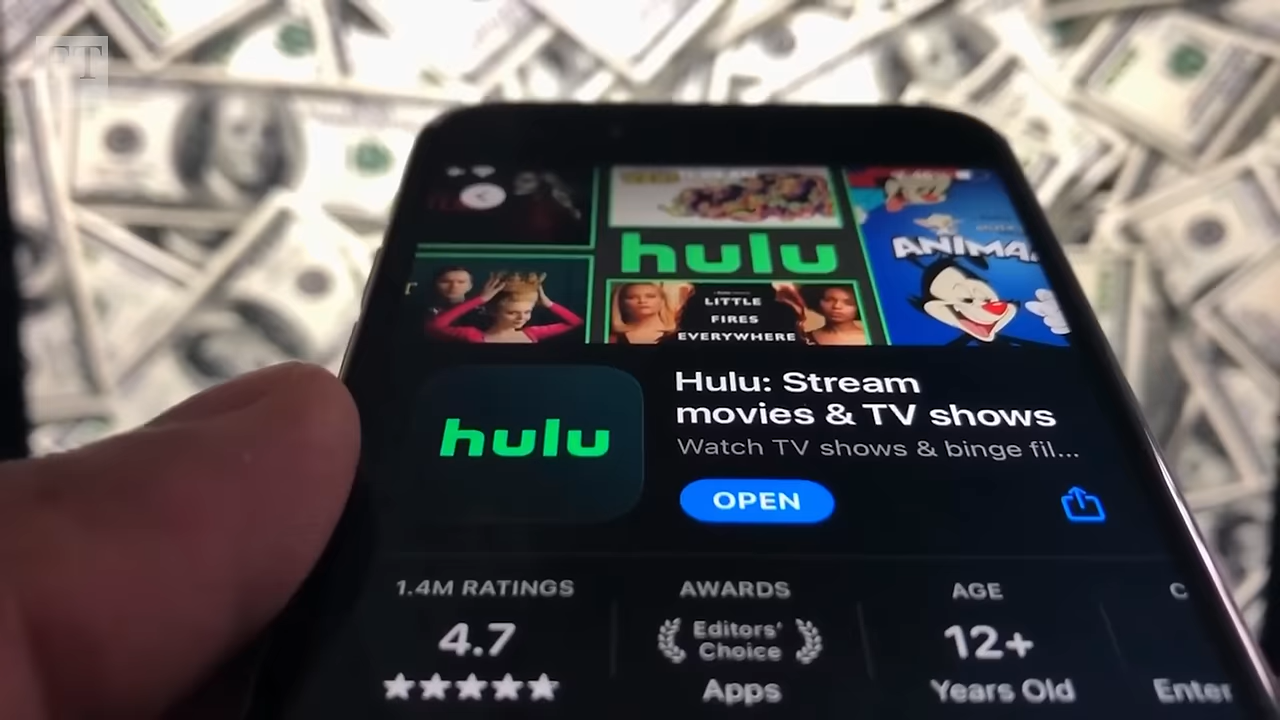 FT
hulu
ANIMA
LITTLE
FIRES
EVERYWHERE
hulu
Hulu: Stream
movies & TV shows
Watch TV shows & binge fil...
OPEN
1.4M RATINGS
4.7
AWARDS
Editors'
Choice
Apps
AGE
12+
Years Old
C
Enter